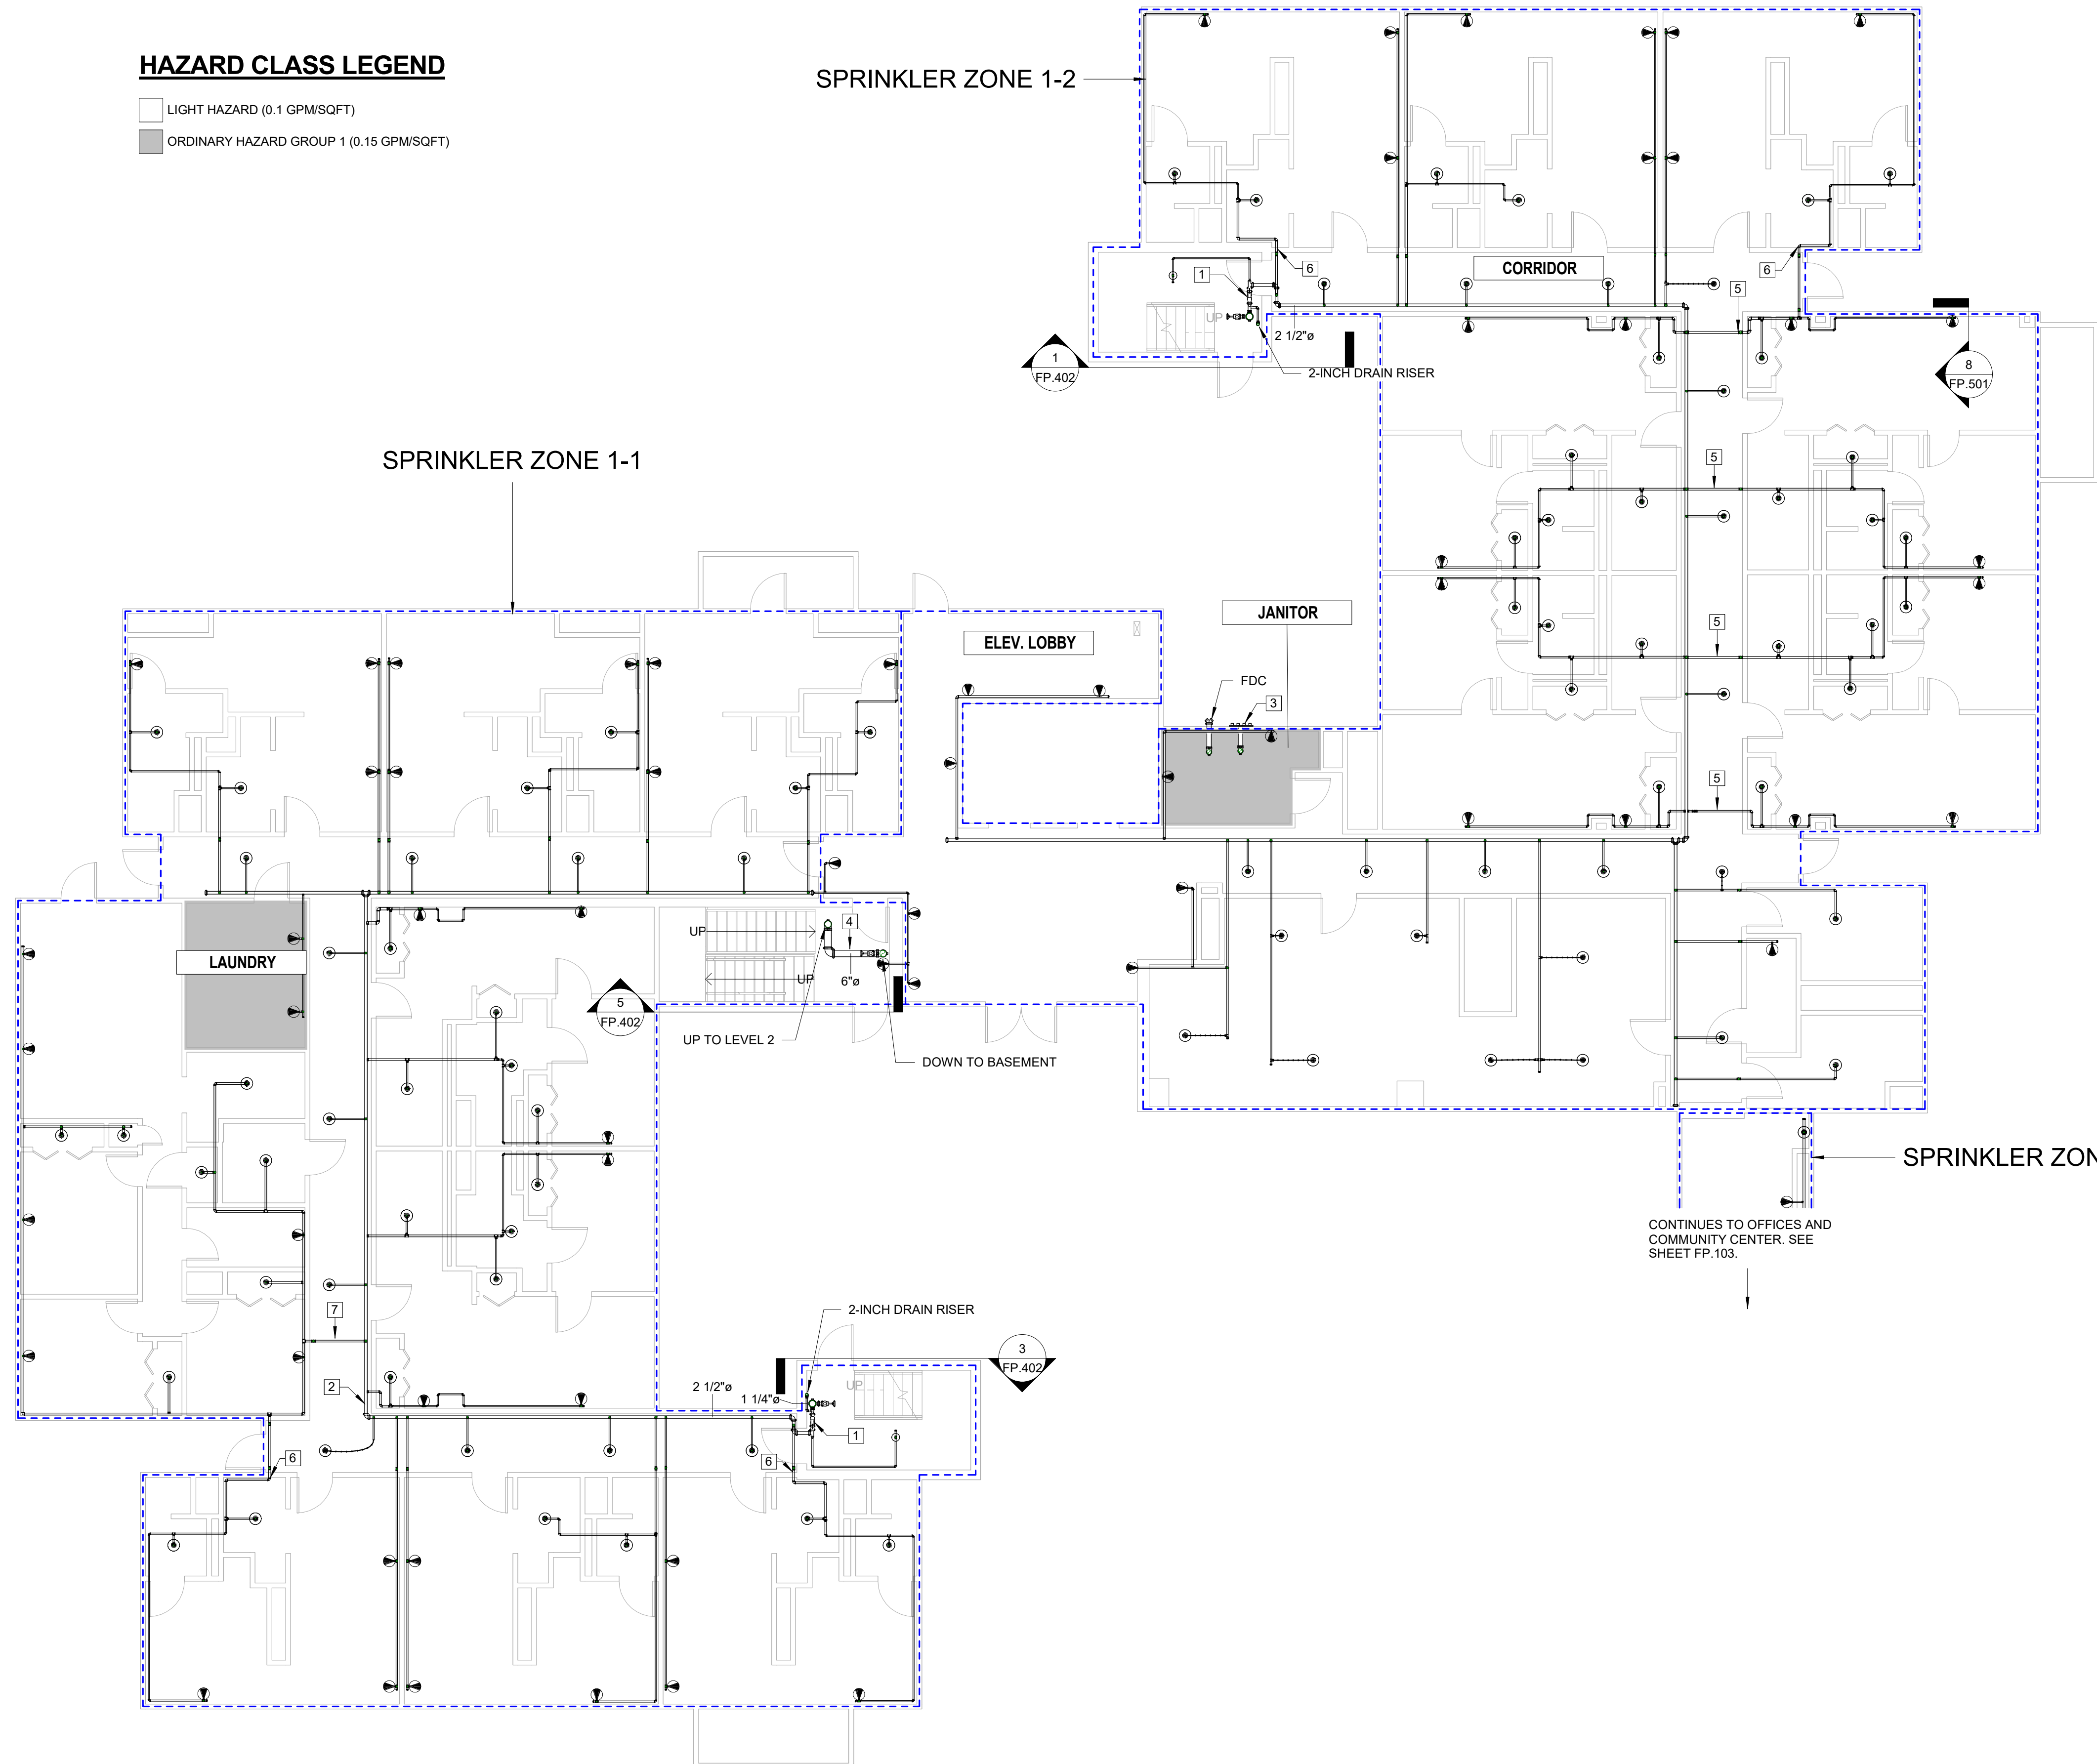 HAZARD CLASS LEGEND
LIGHT HAZARD (0.1 GPM/SQFT)
ORDINARY HAZARD GROUP 1 (0.15 GPM/SQFT)
SPRINKLER ZONE 1-2
CORRIDOR
6
6
1
5
UP
2 1/2"ø
1
FP.402
2-INCH DRAIN RISER
8
FP.501
SPRINKLER ZONE 1-1
5
JANITOR
ELEV. LOBBY
5
FDC
3
5
4
UP
LAUNDRY
UP
6"ø
5
FP.402
UP TO LEVEL 2
DOWN TO BASEMENT
SPRINKLER ZON
CONTINUES TO OFFICES AND
COMMUNITY CENTER. SEE
SHEET FP.103.
7
2-INCH DRAIN RISER
3
FP.402
2
2 1/2"ø
1 1/4"ø
UP
1
6
6